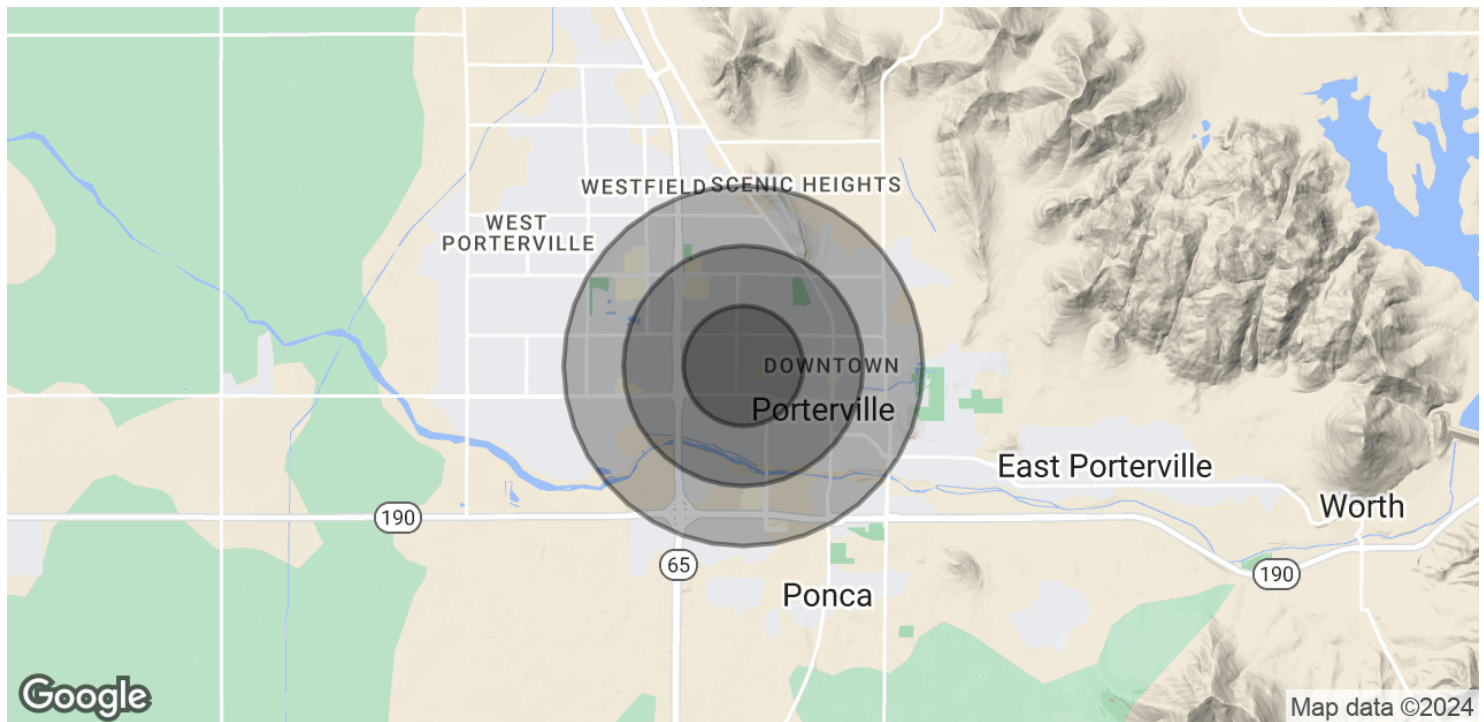 WESTFIELD
SCENIC HEIGHTS
WEST
PORTERVILLE
DOWNTOWN
Porterville
East Porterville
Worth
190
65
190
Ponca
Google
Map data ©2024